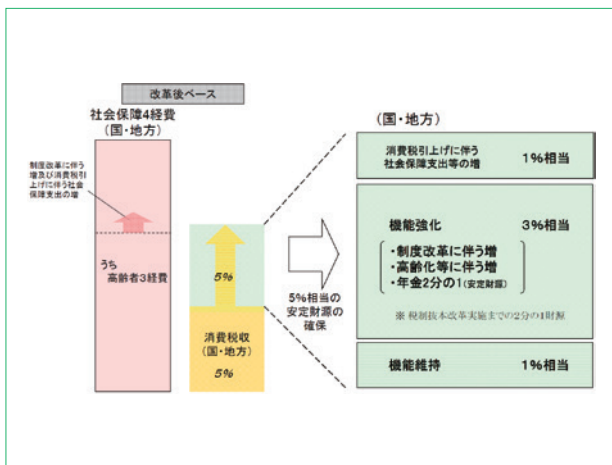 改革後ベース
社会保障4経費
(国・地方)
制度改革に伴う
増及び消費税引
上げに伴う社会
保障支出の増
うち
高齢者3経費
5%
消費税収
(国・地方)
5%
5%相当の
安定財源の
確保
(国・地方)
消費税引上げに伴う
社会保障支出等の増 1%相当
機能強化 3%相当
・制度改革に伴う増
・高齢化等に伴う増
・年金2分の1(安定財源)
※ 税制抜本改革実施までの2分の1財源
機能維持 1%相当